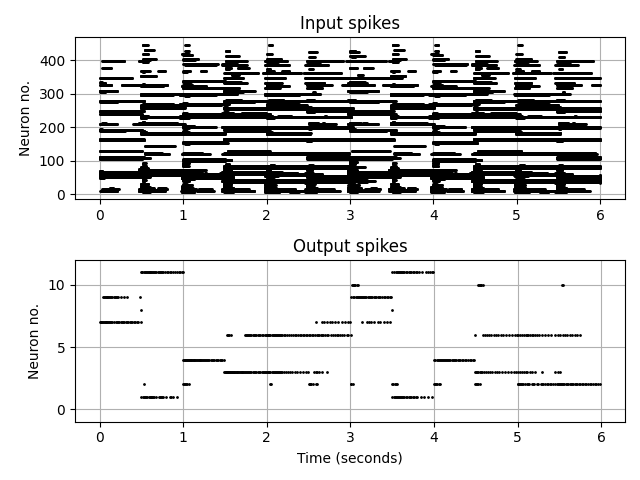 Input spikes
Neuron no.
400
300
200
100
0
0 1 2 3 4 5 6
Output spikes
Neuron no.
10
5
0
0 1 2 3 4 5 6
Time (seconds)